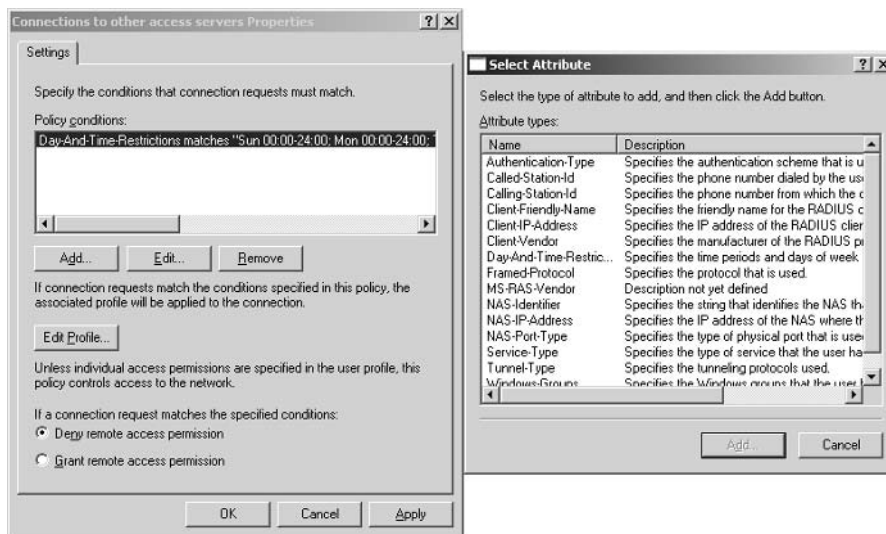 Connections to other access servers Properties
Settings
Specify the conditions that connection requests must match.
Policy conditions:
Day-And-Time-Restrictions matches "Sun 00:00-24:00; Mon 00:00-24:00;
Add...
Edit...
Remove
If connection requests match the conditions specified in this policy, the
associated profile will be applied to the connection.
Edit Profile...
Unless individual access permissions are specified in the user profile, this
policy controls access to the network.
If a connection request matches the specified conditions:
Deny remote access permission
Grant remote access permission
OK
Cancel
Apply
Select Attribute
Select the type of attribute to add, and then click the Add button.
Attribute types:
Name Description
Authentication-Type Specifies the authentication scheme that is u
Called-Station-Id Specifies the phone number dialed by the us
Calling-Station-Id Specifies the phone number from which the c
Client-Friendly-Name Specifies the friendly name for the RADIUS c
Client-IP-Address Specifies the IP address of the RADIUS clier
Client-Vendor Specifies the manufacturer of the RADIUS p
Day-And-Time-Restric... Specifies the time periods and days of week
Framed-Protocol Specifies the protocol that is used.
MS-RAS-Vendor Description not yet defined
NAS-Identifier Specifies the string that identifies the NAS th
NAS-IP-Address Specifies the IP address of the NAS where th
NAS-Port-Type Specifies the type of physical port that is use
Service-Type Specifies the type of service that the user ha
Tunnel-Type Specifies the tunneling protocols used.
Windows-Groups Specifies the Windows groups that the user
Add...
Cancel